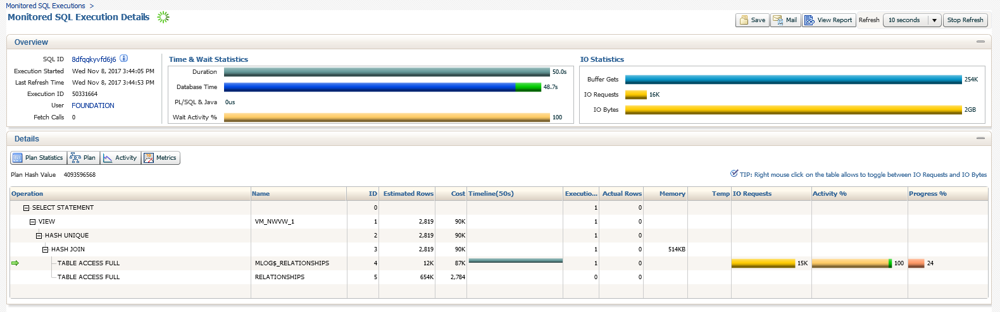 Monitored SQL Executions >
Monitored SQL Execution Details
Save Mail View Report Refresh 10 seconds Stop Refresh
Overview
SQL ID 8dfqqkyvfd6j6
Execution Started Wed Nov 8, 2017 3:44:05 PM
Last Refresh Time Wed Nov 8, 2017 3:44:53 PM
Execution ID 50331664
User FOUNDATION
Fetch Calls 0
Time & Wait Statistics
Duration 50.0s
Database Time 48.7s
PL/SQL & Java 0us
Wait Activity % 100
IO Statistics
Buffer Gets 254K
IO Requests 16K
IO Bytes 2GB
Details
Plan Statistics Plan Activity Metrics
Plan Hash Value 4093596568
TIP: Right mouse click on the table allows to toggle between IO Requests and IO Bytes
Operation Name ID Estimated Rows Cost Timeline(50s) Executio... Actual Rows Memory Temp IO Requests Activity % Progress %
SELECT STATEMENT 0 1 0
VIEW VM_NWVW_1 1 2,819 90K 1 0
HASH UNIQUE 2 2,819 90K 1 0
HASH JOIN 3 2,819 90K 1 0 514KB
TABLE ACCESS FULL MLOG$_RELATIONSHIPS 4 12K 87K 1 0 15K 100 24
TABLE ACCESS FULL RELATIONSHIPS 5 654K 2,784 0 0